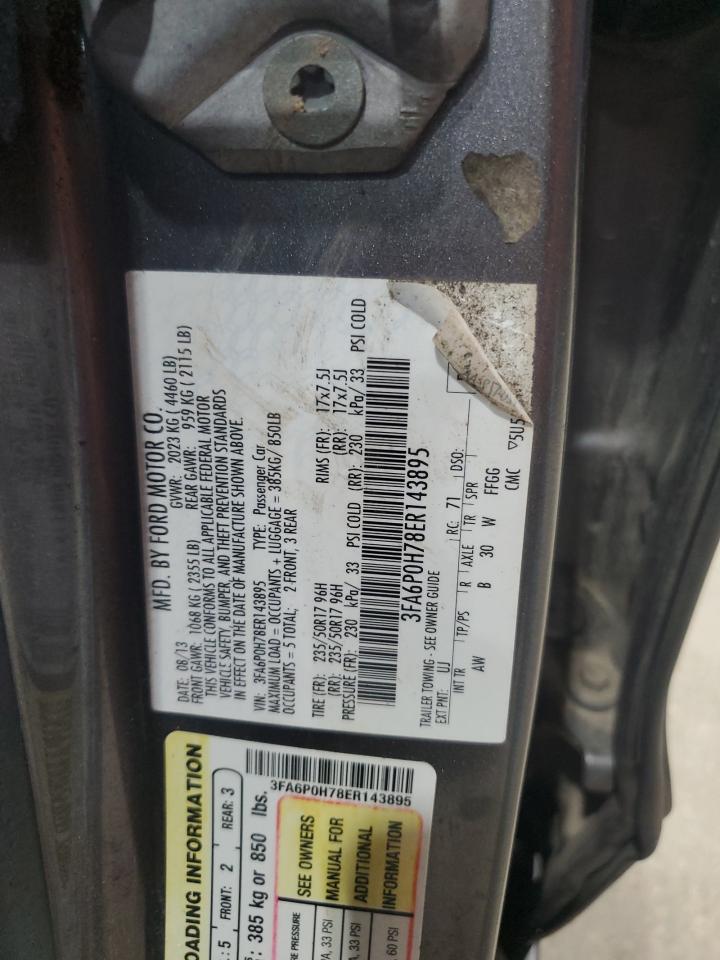 MFD. BY FORD MOTOR CO.
DATE: 08/13 GVWR: 2023 KG ( 4460 LB)
FRONT GAWR: 1068 KG ( 2355 LB) REAR GAWR: 959 KG ( 2115 LB)
THIS VEHICLE CONFORMS TO ALL APPLICABLE FEDERAL MOTOR
VEHICLE SAFETY, BUMPER, AND THEFT PREVENTION STANDARDS
IN EFFECT ON THE DATE OF MANUFACTURE SHOWN ABOVE.
VIN: 3FA6P0H78ER143895 TYPE: Passenger Car
MAXIMUM LOAD = OCCUPANTS + LUGGAGE = 385KG/ 850LB
OCCUPANTS = 5 TOTAL: 2-FRONT, 3 REAR
TIRE (FR): 235/50R17 96H RIMS (FR): 17x7.5J
(RR): 235/50R17 96H (RR): 17x7.5J
PRESSURE (FR): 230 kPa/ 33 PSI COLD (RR): 230 kPa/ 33 PSI COLD
3FA6P0H78ER143895
TRAILER TOWING - SEE OWNER GUIDE
EXT PNT: UJ RC: 71 DSO:
INT TR TP/PS R AXLE TR SPR
AW B 30 W FFGG
CMC ▽5U5
3FA6P0H78ER143895
OADING INFORMATION
: 5 FRONT: 2 REAR: 3
: 385 kg or 850 lbs.
RE PRESSURE
A, 33 PSI
A, 33 PSI
60 PSI
SEE OWNERS
MANUAL FOR
ADDITIONAL
INFORMATION